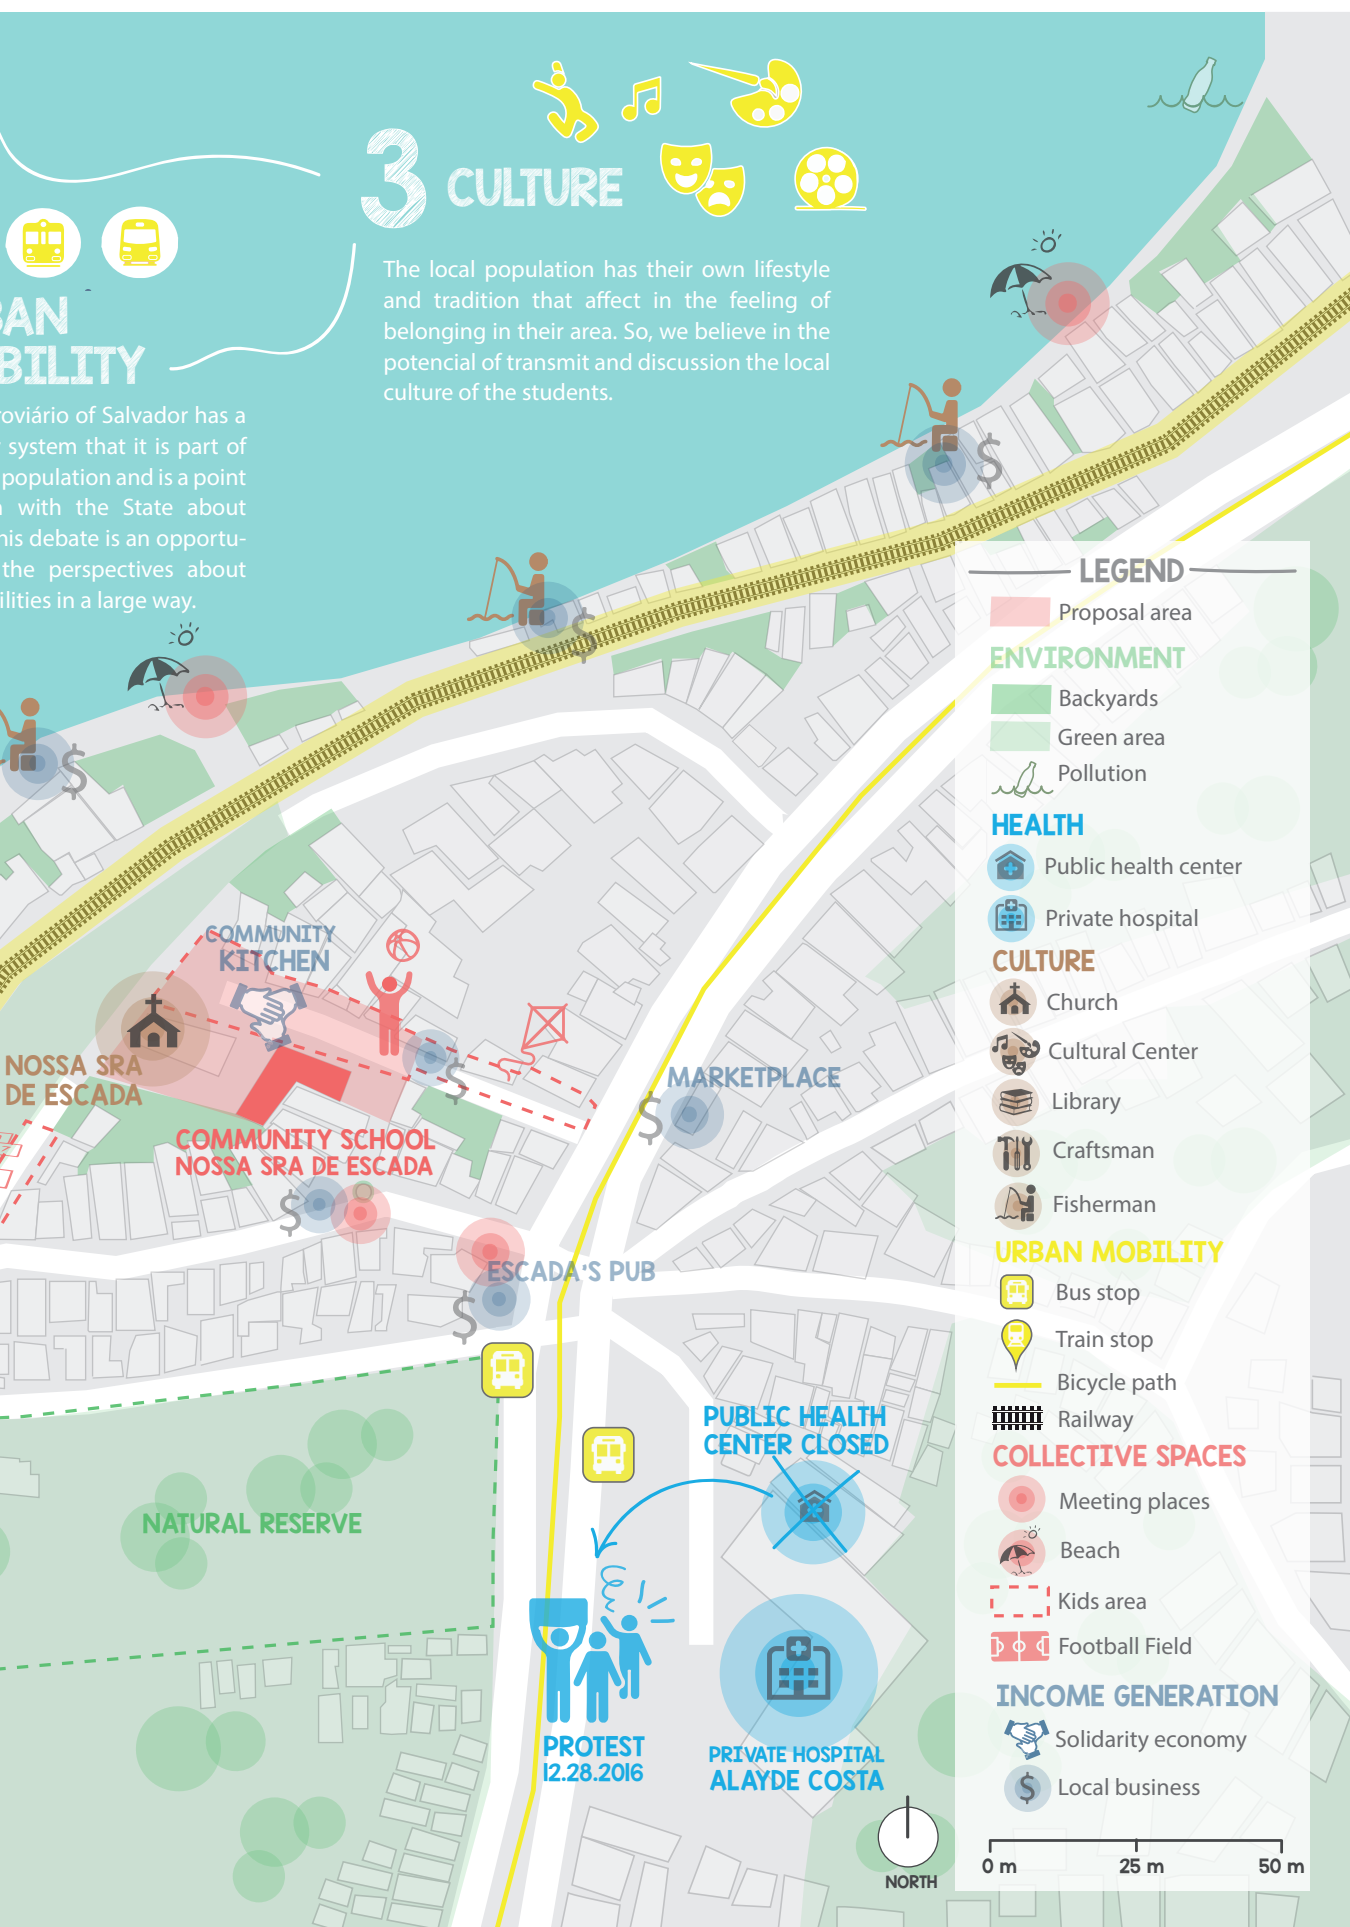 3 CULTURE
The local population has their own lifestyle
and tradition that affect in the feeling of
belonging in their area. So, we believe in the
potencial of transmit and discussion the local
culture of the students.
BILITY
of Salvador has a
system that it is part of
population and is a point
with the State about
debate is an opportu-
the perspectives about
in a large way.
COMMUNITY
KITCHEN
NOSSA SRA
DE ESCADA
COMMUNITY SCHOOL
NOSSA SRA DE ESCADA
$
$
$
$
$
$
$
MARKETPLACE
ESCADA'S PUB
NATURAL RESERVE
PUBLIC HEALTH
CENTER CLOSED
PROTEST
12.28.2016
PRIVATE HOSPITAL
ALAYDE COSTA
NORTH
LEGEND
Proposal area
ENVIRONMENT
Backyards
Green area
Pollution
HEALTH
Public health center
Private hospital
CULTURE
Church
Cultural Center
Library
Craftsman
Fisherman
URBAN MOBILITY
Bus stop
Train stop
Bicycle path
Railway
COLLECTIVE SPACES
Meeting places
Beach
Kids area
Football Field
INCOME GENERATION
Solidarity economy
$ Local business
0 m 25 m 50 m